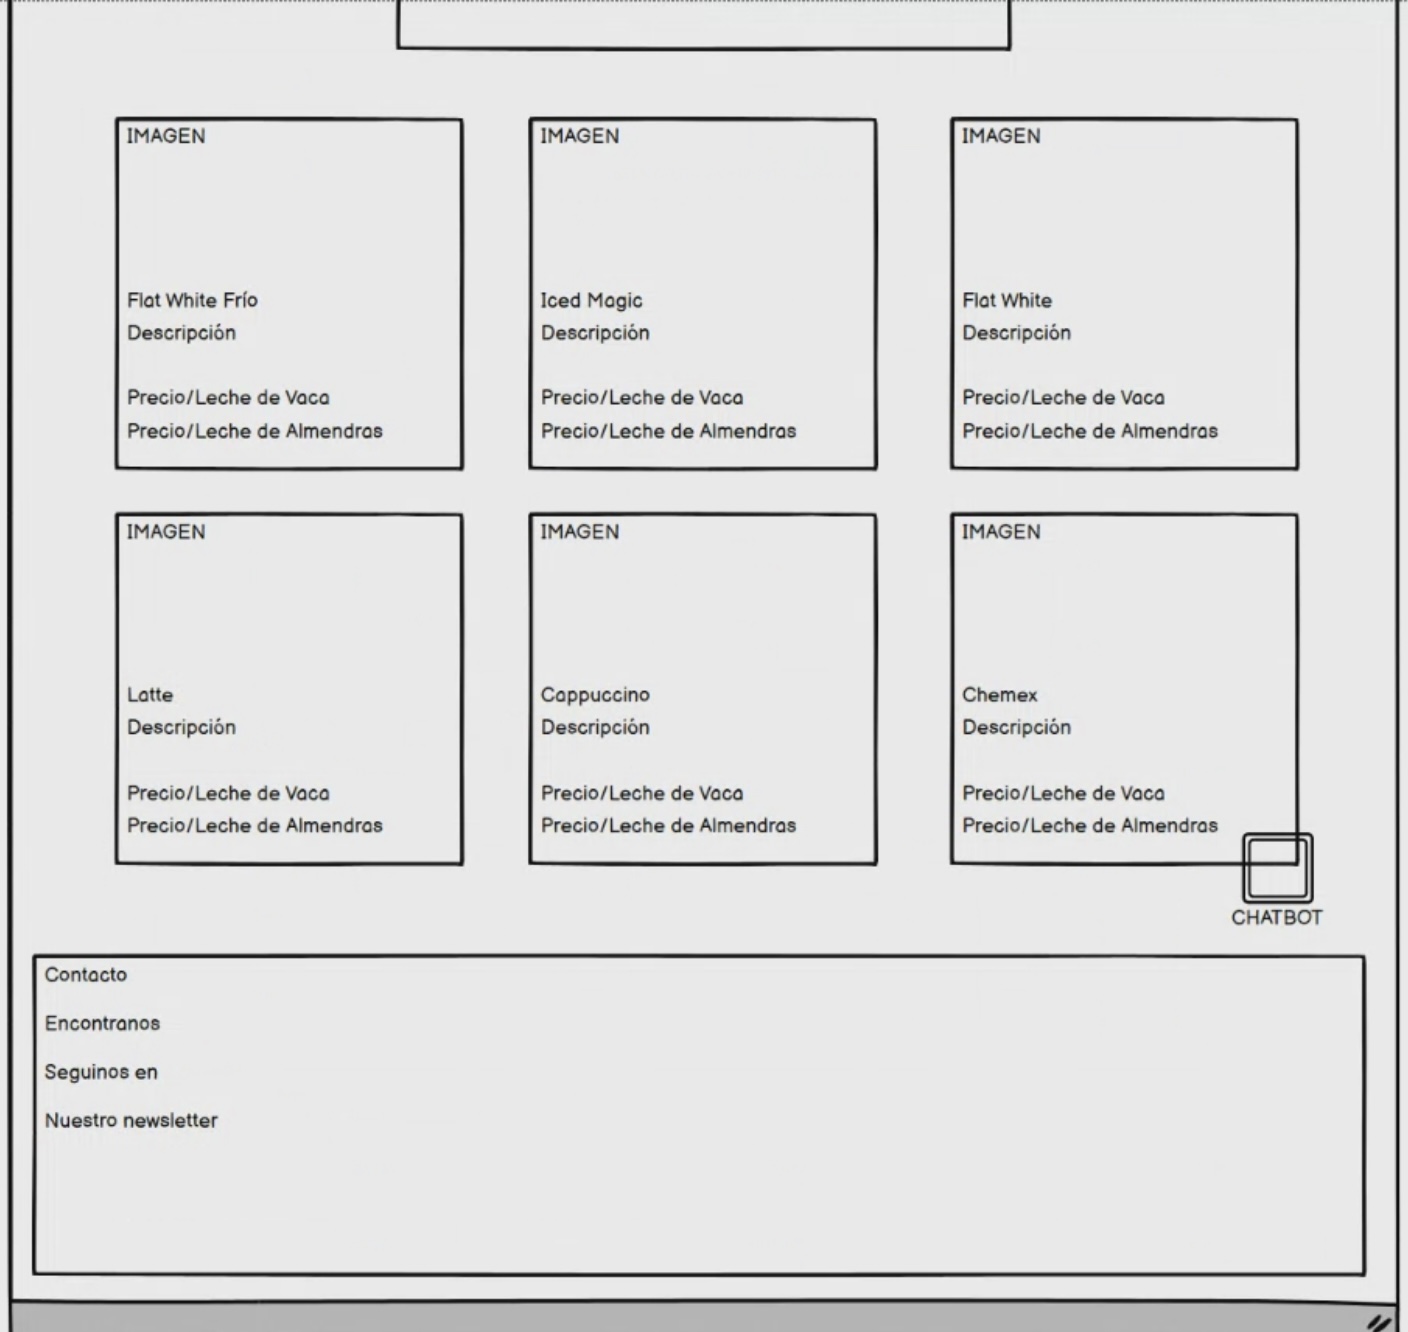 IMAGEN
Flat White Frío
Descripción
Precio/Leche de Vaca
Precio/Leche de Almendras
IMAGEN
Iced Magic
Descripción
Precio/Leche de Vaca
Precio/Leche de Almendras
IMAGEN
Flat White
Descripción
Precio/Leche de Vaca
Precio/Leche de Almendras
IMAGEN
Latte
Descripción
Precio/Leche de Vaca
Precio/Leche de Almendras
IMAGEN
Cappuccino
Descripción
Precio/Leche de Vaca
Precio/Leche de Almendras
IMAGEN
Chemex
Descripción
Precio/Leche de Vaca
Precio/Leche de Almendras
CHATBOT
Contacto
Encontranos
Seguinos en
Nuestro newsletter